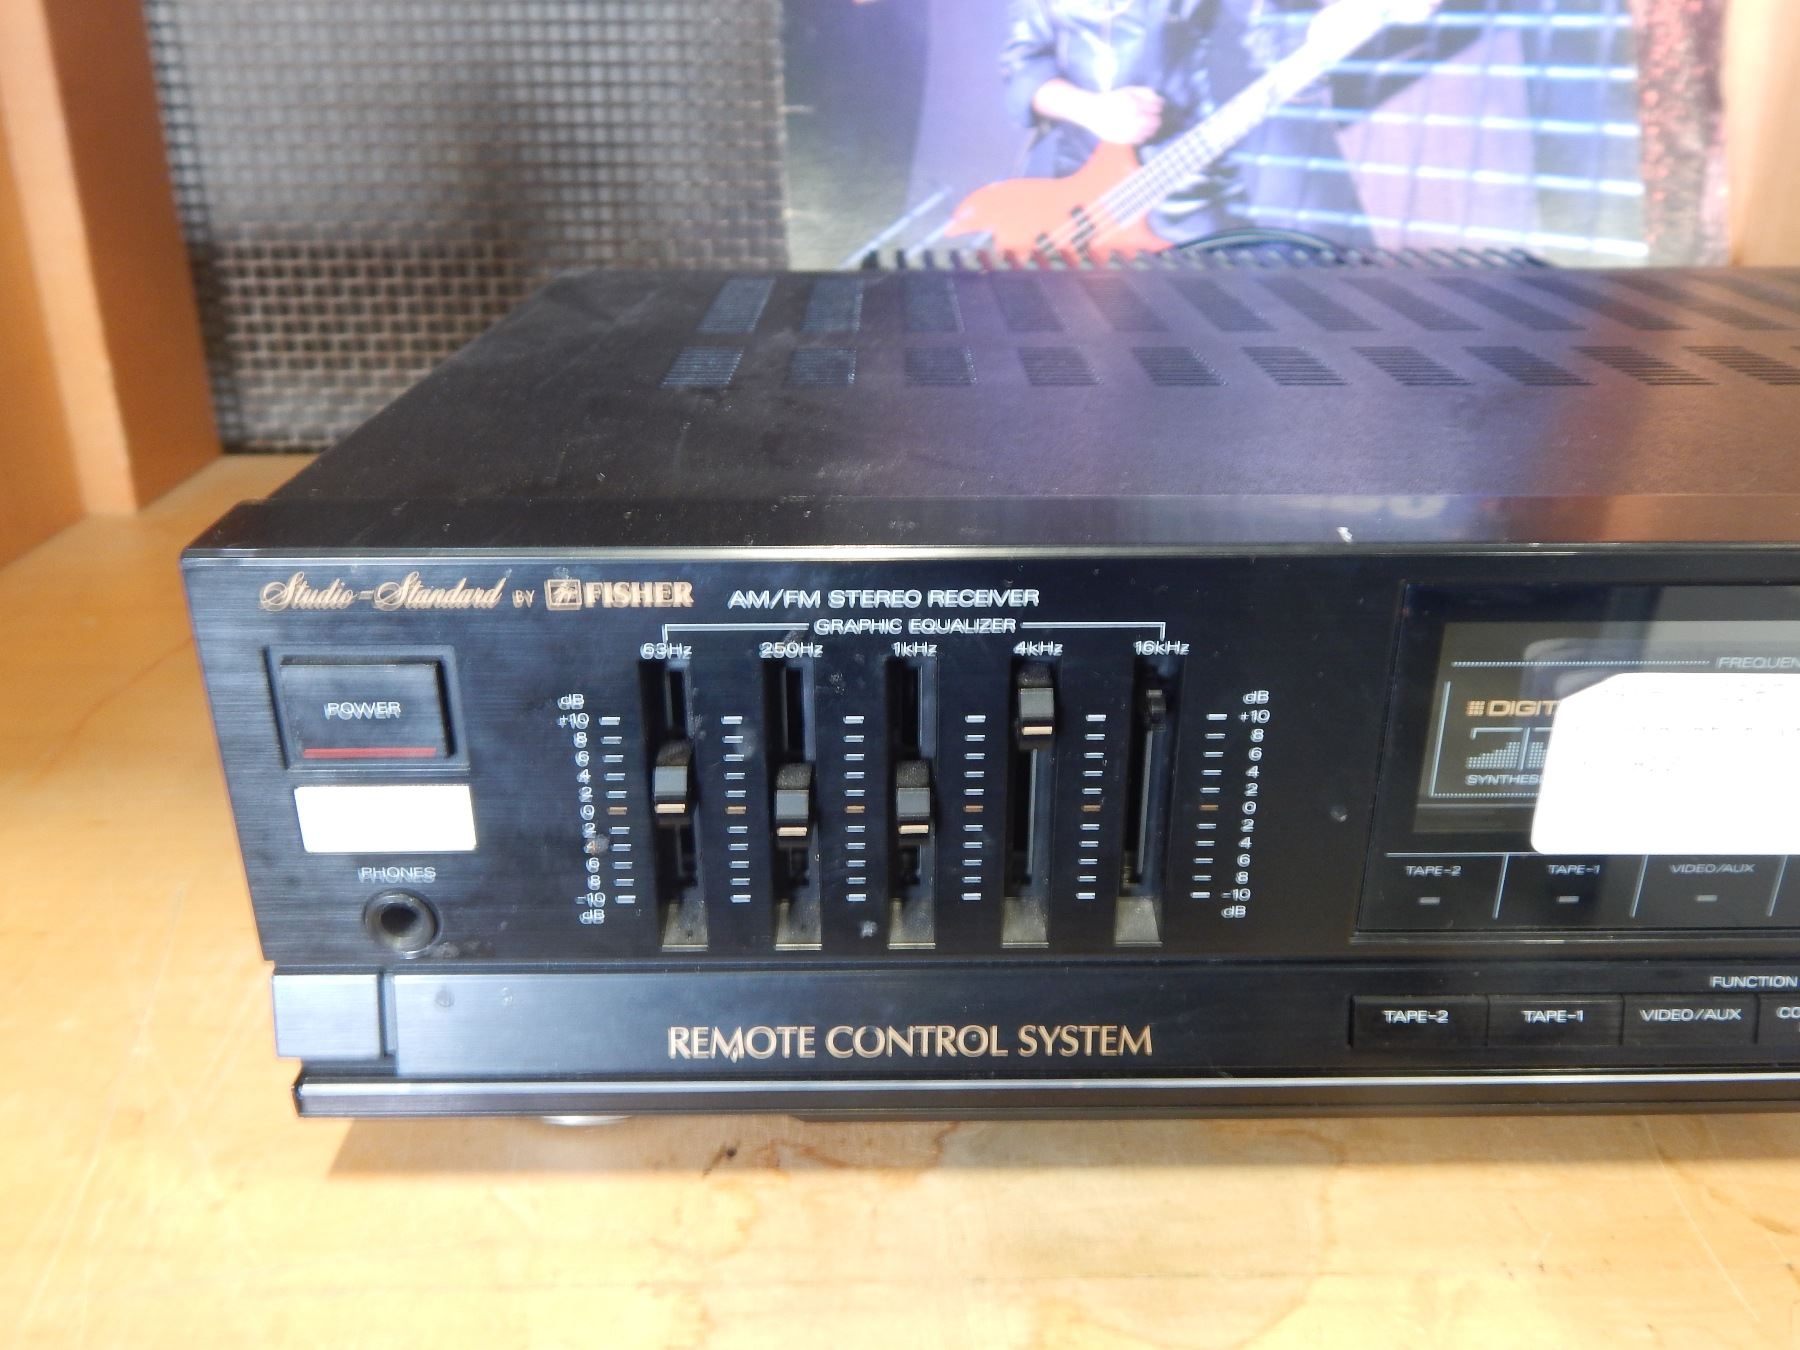 Studio-Standard BY FISHER AM/FM STEREO RECEIVER
GRAPHIC EQUALIZER
63Hz 250Hz 1kHz 4kHz 16kHz
POWER
PHONES
dB dB
+10 +10
8 8
6 6
4 4
2 2
0 0
2 2
4 4
6 6
8 8
-10 -10
dB dB
TAPE-2 TAPE-1 VIDEO/AUX
REMOTE CONTROL SYSTEM
FUNCTION
TAPE-2 TAPE-1 VIDEO/AUX